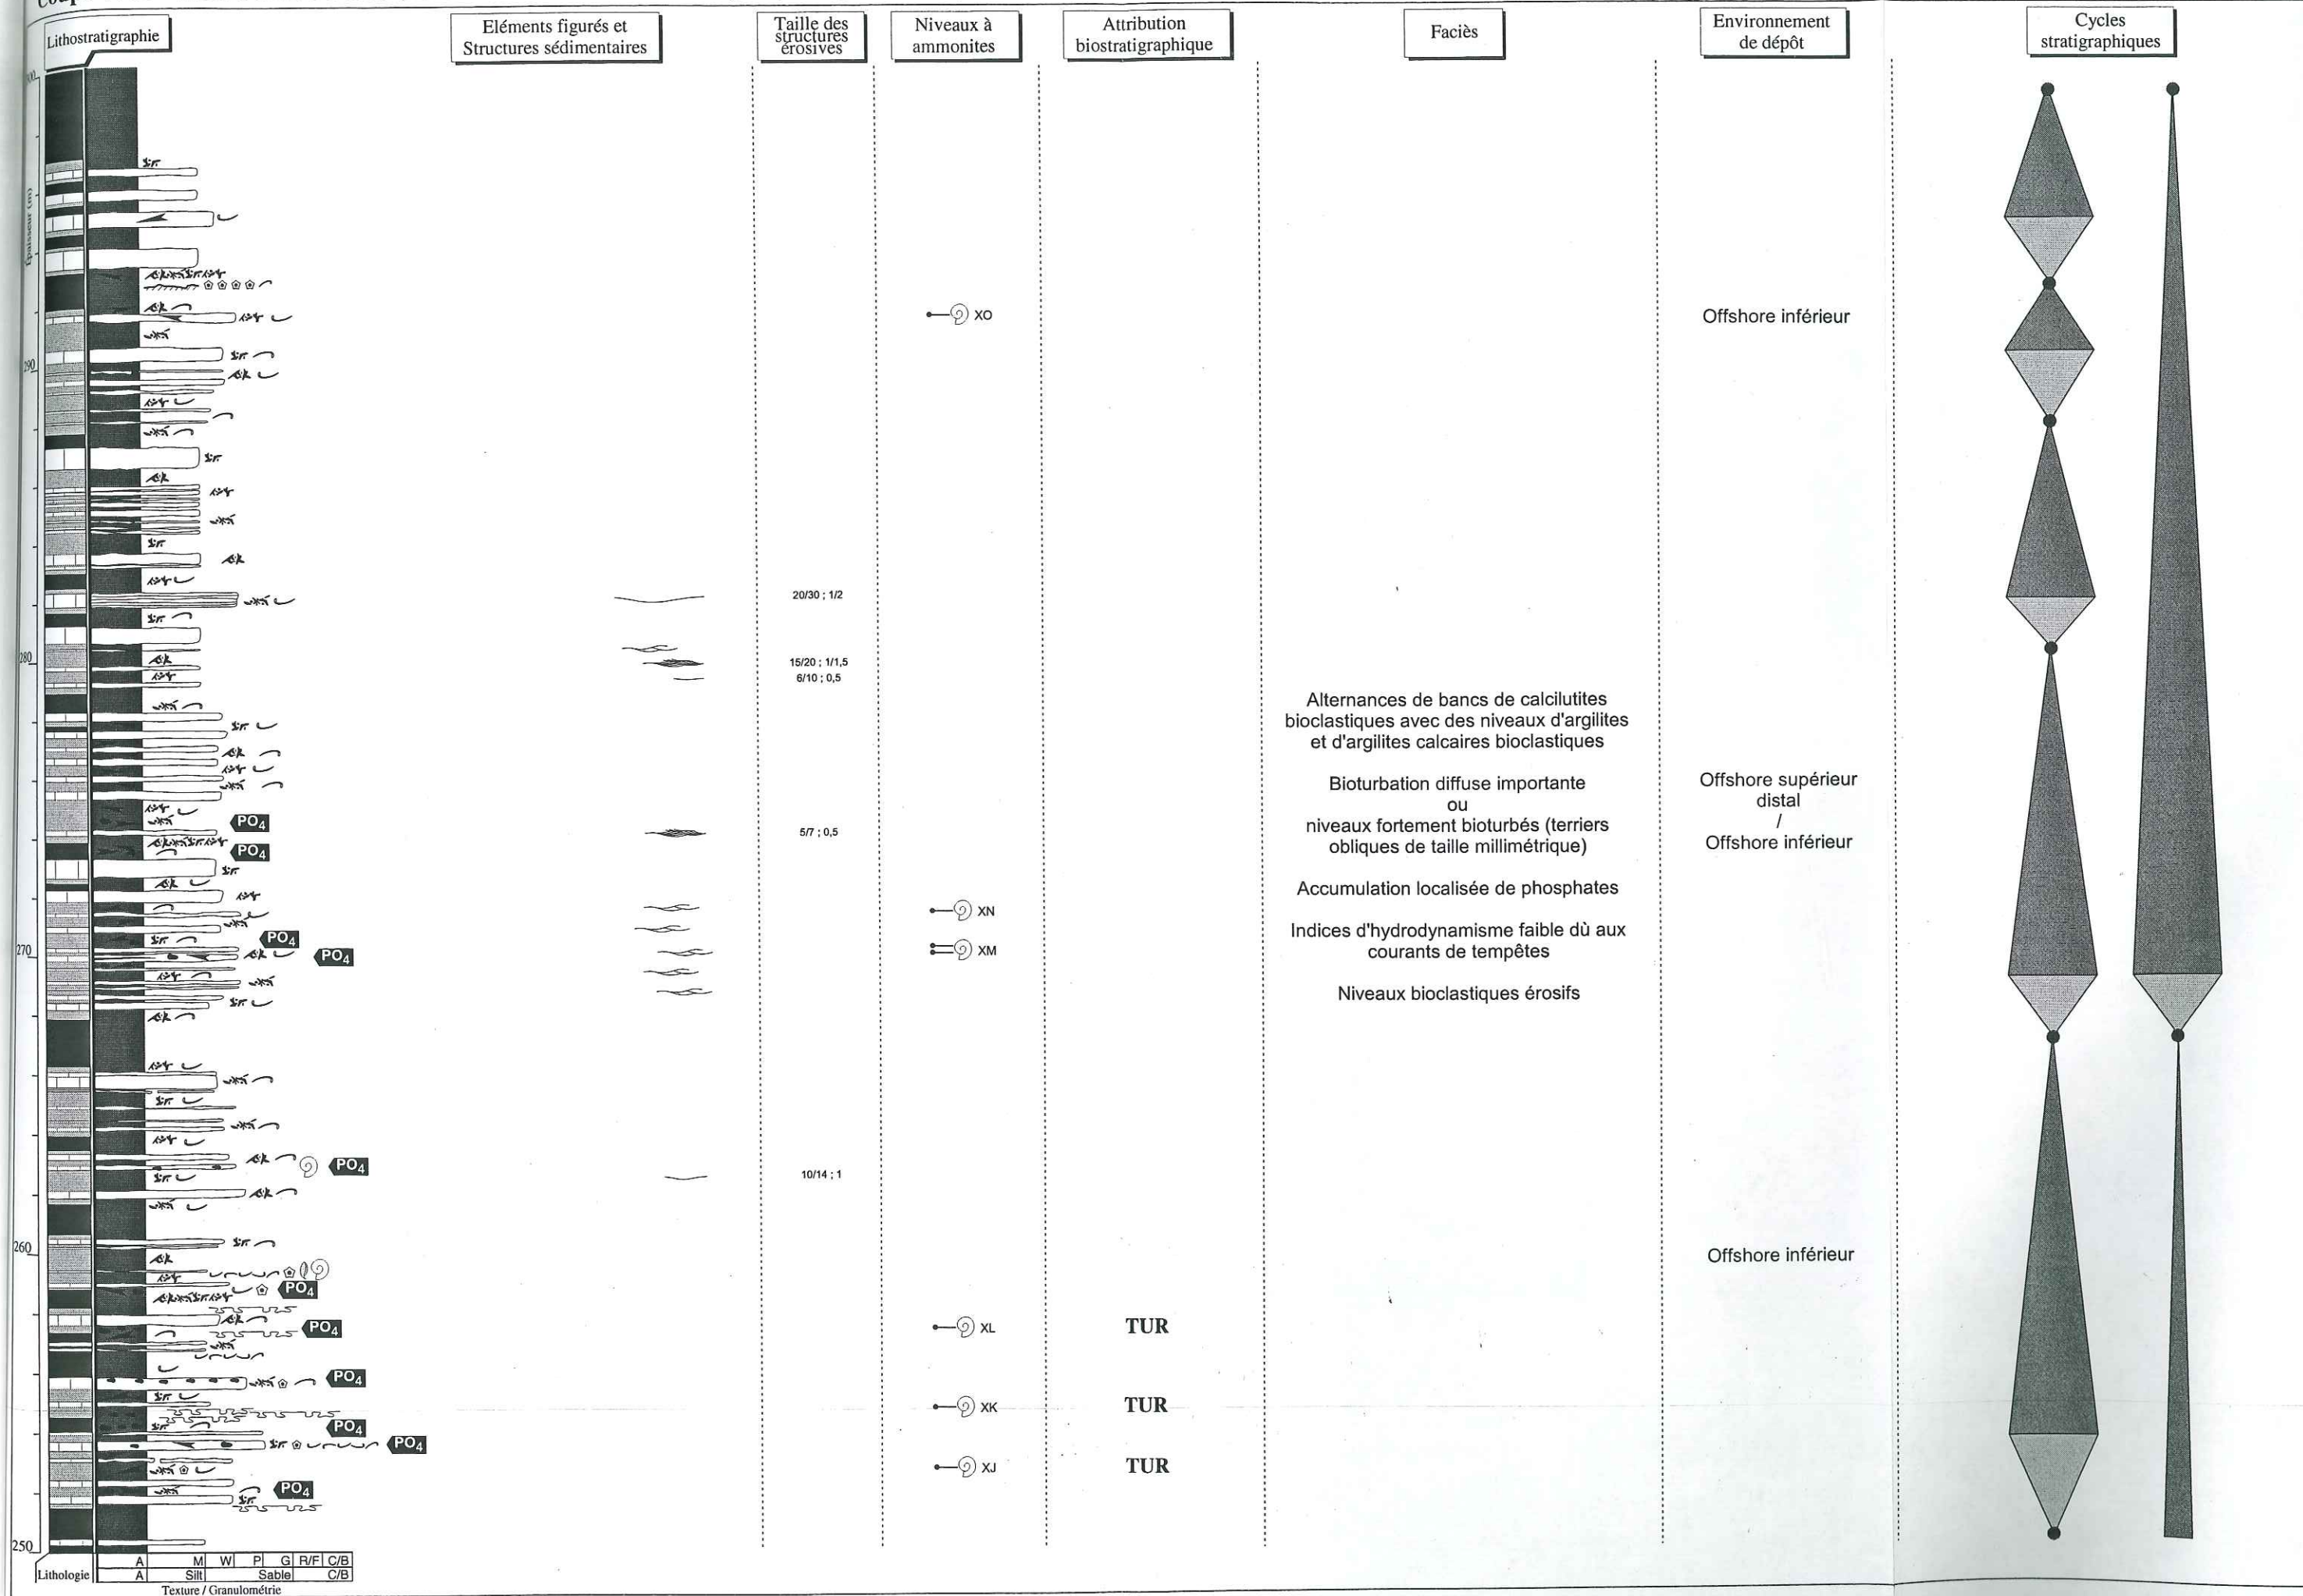 Lithostratigraphie
Eléments figurés et
Structures sédimentaires
Taille des
structures
érosives
Niveaux à
ammonites
Attribution
biostratigraphique
Faciès
Environnement
de dépôt
Cycles
stratigraphiques
Épaisseur (m)
XO
Offshore inférieur
290
20/30 ; 1/2
280
15/20 ; 1/1,5
6/10 ; 0,5
Alternances de bancs de calcilutites
bioclastiques avec des niveaux d'argilites
et d'argilites calcaires bioclastiques
Bioturbation diffuse importante
ou
niveaux fortement bioturbés (terriers
obliques de taille millimétrique)
Accumulation localisée de phosphates
Indices d'hydrodynamisme faible dù aux
courants de tempêtes
Niveaux bioclastiques érosifs
Offshore supérieur
distal
/
Offshore inférieur
PO4
5/7 ; 0,5
PO4
XN
PO4
270
PO4
XM
PO4
10/14 ; 1
260
Offshore inférieur
PO4
PO4
XL
TUR
PO4
XK
TUR
PO4
PO4
XJ
TUR
PO4
250
Lithologie
A M W P G R/F C/B
A Silt Sable C/B
Texture / Granulométrie